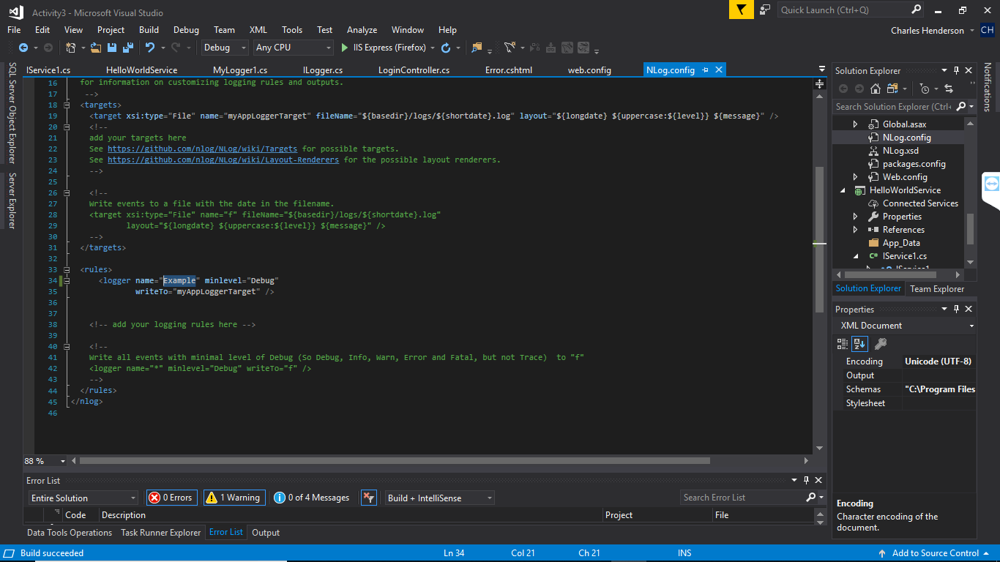 Activity3 - Microsoft Visual Studio
Quick Launch (Ctrl+Q)
File Edit View Project Build Debug Team XML Tools Test Analyze Window Help
Charles Henderson CH
Debug Any CPU IIS Express (Firefox)
IService1.cs HelloWorldService MyLogger1.cs ILogger.cs LoginController.cs Error.cshtml web.config NLog.config
SQL Server Object Explorer
Server Explorer
16 for information on customizing logging rules and outputs.
17 -->
18 <targets>
19 <target xsi:type="File" name="myAppLoggerTarget" fileName="${basedir}/logs/${shortdate}.log" layout="${longdate} ${uppercase:${level}} ${message}" />
20 <!--
21 add your targets here
22 See https://github.com/nlog/NLog/wiki/Targets for possible targets.
23 See https://github.com/nlog/NLog/wiki/Layout-Renderers for the possible layout renderers.
24 -->
25
26 <!--
27 Write events to a file with the date in the filename.
28 <target xsi:type="File" name="f" fileName="${basedir}/logs/${shortdate}.log"
29 layout="${longdate} ${uppercase:${level}} ${message}" />
30 -->
31 </targets>
32
33 <rules>
34 <logger name="Example" minlevel="Debug"
35 writeTo="myAppLoggerTarget" />
36
37
38 <!-- add your logging rules here -->
39
40 <!--
41 Write all events with minimal level of Debug (So Debug, Info, Warn, Error and Fatal, but not Trace)  to "f"
42 <logger name="*" minlevel="Debug" writeTo="f" />
43 -->
44 </rules>
45 </nlog>
46
88 %
Solution Explorer
Search Solution Explorer (Ctrl+
Global.asax
NLog.config
NLog.xsd
packages.config
Web.config
HelloWorldService
Connected Services
Properties
References
App_Data
C# IService1.cs
IService1
Solution Explorer Team Explorer
Notifications
Properties
XML Document
Encoding Unicode (UTF-8)
Output
Schemas "C:\Program Files
Stylesheet
Encoding
Character encoding of the
document.
Error List
Entire Solution 0 Errors 1 Warning 0 of 4 Messages Build + IntelliSense Search Error List
Code Description Project File
Data Tools Operations Task Runner Explorer Error List Output
Build succeeded Ln 34 Col 21 Ch 21 INS Add to Source Control